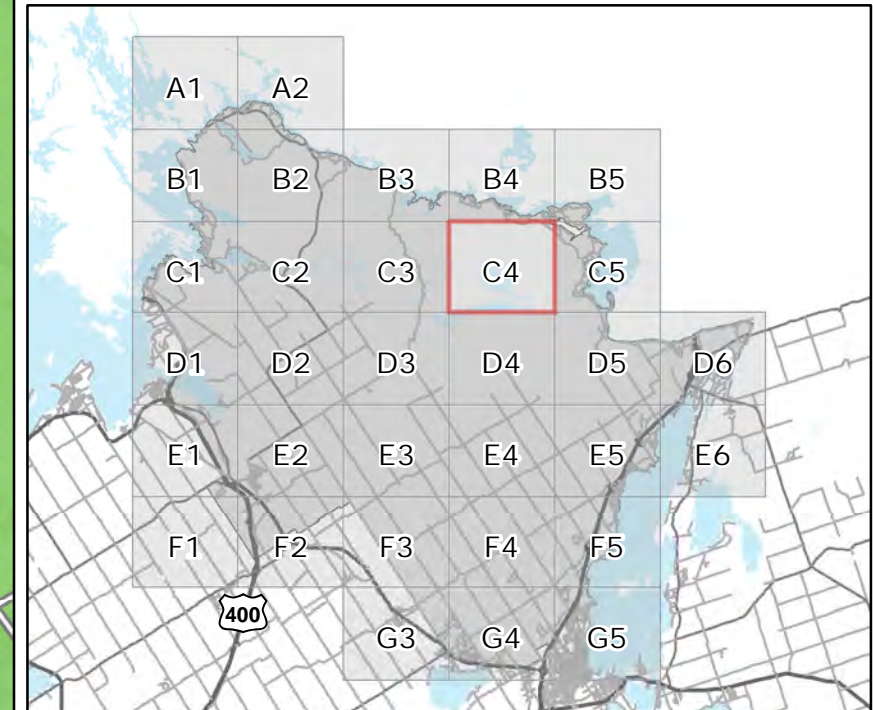 A1 A2
B1 B2 B3 B4 B5
C1 C2 C3 C4 C5
D1 D2 D3 D4 D5 D6
E1 E2 E3 E4 E5 E6
F1 F2 F3 F4 F5
400
G3 G4 G5